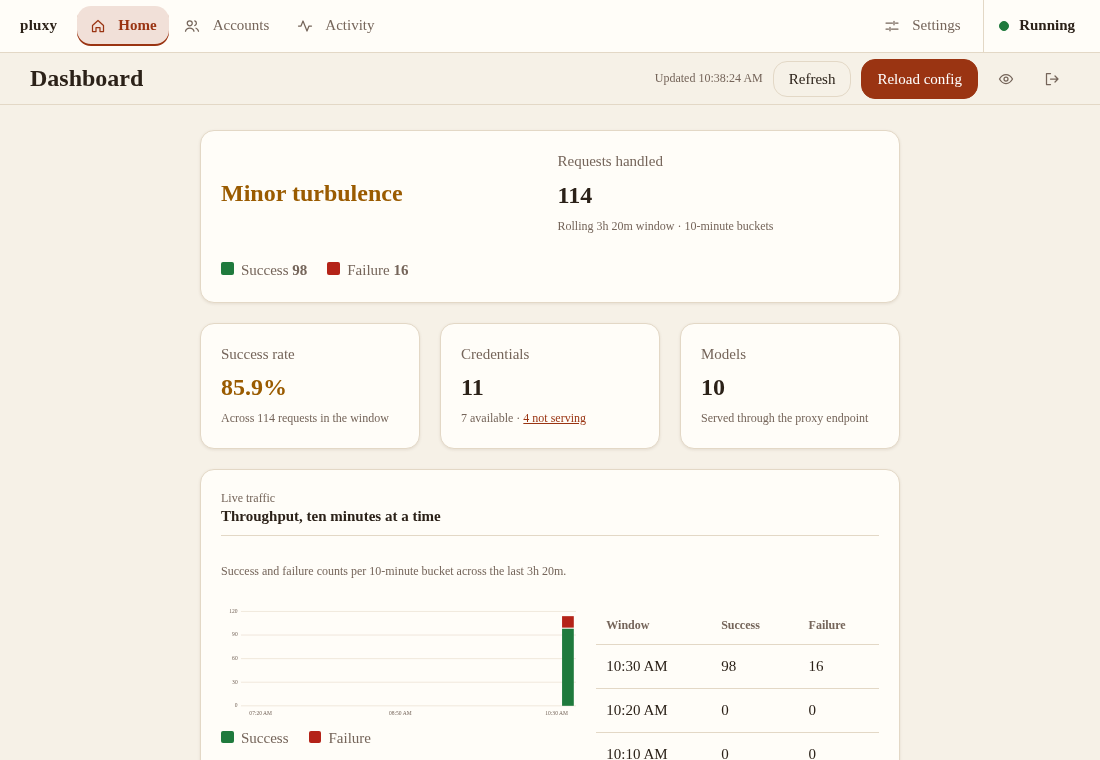 pluxy Home Accounts Activity Settings Running
Dashboard Updated 10:38:24 AM Refresh Reload config
Minor turbulence
Requests handled
114
Rolling 3h 20m window · 10-minute buckets
Success 98 Failure 16
Success rate
85.9%
Across 114 requests in the window
Credentials
11
7 available · 4 not serving
Models
10
Served through the proxy endpoint
Live traffic
Throughput, ten minutes at a time
Success and failure counts per 10-minute bucket across the last 3h 20m.
120
90
60
30
0
07:20 AM 08:50 AM 10:30 AM
Success Failure
Window Success Failure
10:30 AM 98 16
10:20 AM 0 0
10:10 AM 0 0